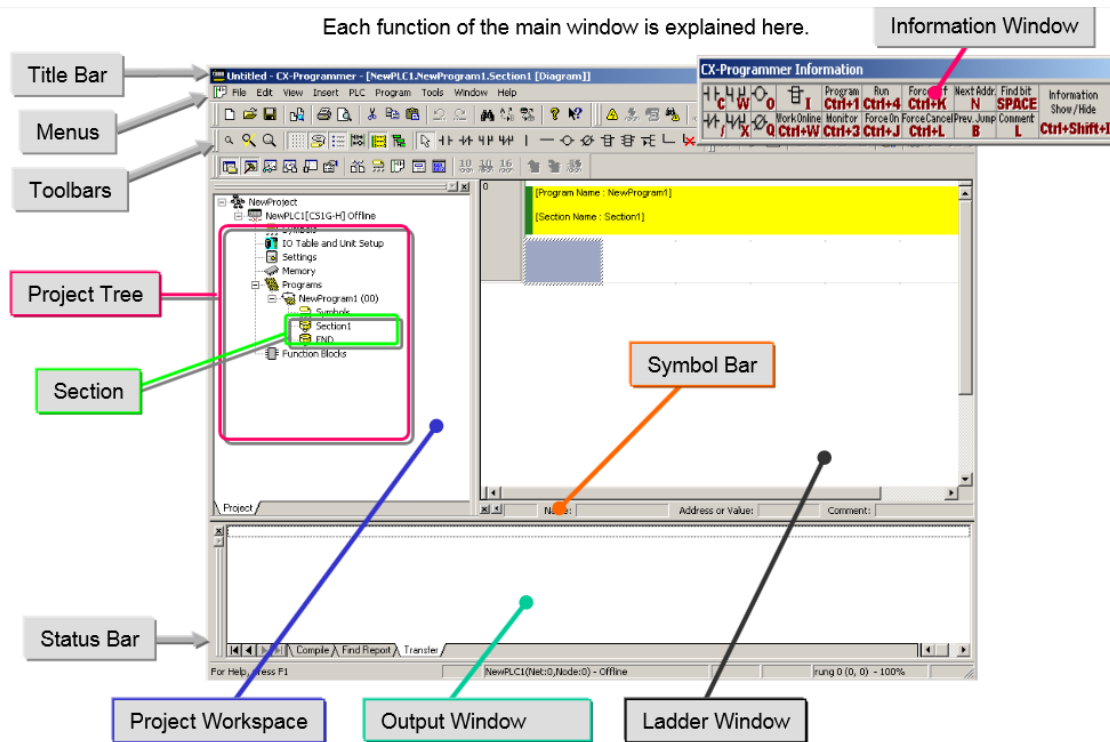 Each function of the main window is explained here.
Information Window
Title Bar
Untitled - CX-Programmer - [NewPLC1.NewProgram1.Section1 [Diagram]]
CX-Programmer Information
Menus
File Edit View Insert PLC Program Tools Window Help
C W O I Program Run Next Addr. Find bit Information
Ctrl+1 Ctrl+4 Ctrl+K N SPACE Show/Hide
/ X Q Work Online Monitor Force On Force Cancel Prev. Jump Comment
Ctrl+W Ctrl+3 Ctrl+J Ctrl+L B L Ctrl+Shift+I
Toolbars
10 10 16
NewProject
NewPLC1[CS1G-H] Offline
Symbols
IO Table and Unit Setup
Settings
Memory
Programs
NewProgram1 (00)
Symbols
Section1
END
Function Blocks
0
[Program Name : NewProgram1]
[Section Name : Section1]
Project Tree
Section
Symbol Bar
Project
Address or Value:
Comment:
Status Bar
Compile Find Report Transfer
For Help, press F1
NewPLC1(Net:0,Node:0) - Offline
rung 0 (0, 0) - 100%
Project Workspace
Output Window
Ladder Window